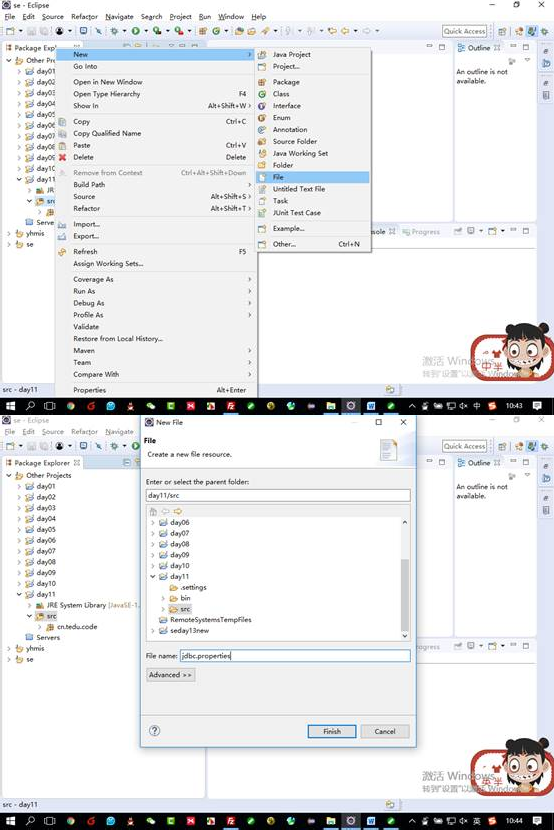 se - Eclipse
File Edit Source Refactor Navigate Search Project Run Window Help
Quick Access
Package Explorer
Other Projects
day01
day02
day03
day04
day05
day06
day07
day08
day09
day10
day11
src
Servers
yhmis
se
New
Go Into
Open in New Window
Open Type Hierarchy F4
Show In Alt+Shift+W
Copy Ctrl+C
Copy Qualified Name
Paste Ctrl+V
Delete Delete
Remove from Context Ctrl+Alt+Shift+Down
Build Path
Source Alt+Shift+S
Refactor Alt+Shift+T
Import...
Export...
Refresh F5
Assign Working Sets...
Coverage As
Run As
Debug As
Profile As
Validate
Restore from Local History...
Maven
Team
Compare With
Properties Alt+Enter
Java Project
Project...
Package
Class
Interface
Enum
Annotation
Source Folder
Java Working Set
Folder
File
Untitled Text File
Task
JUnit Test Case
Example...
Other... Ctrl+N
Outline
An outline is not
available.
sole Progress
激活 Windows
转到"设置"以激活 Windows
中半
src - day11
中
10:43
se - Eclipse
File Edit Source Refactor Navigate
Quick Access
Package Explorer
Other Projects
day01
day02
day03
day04
day05
day06
day07
day08
day09
day10
day11
JRE System Library [JavaSE-1.
src
cn.tedu.code
Servers
yhmis
se
New File
File
Create a new file resource.
Enter or select the parent folder:
day11/src
day06
day07
day08
day09
day10
day11
.settings
bin
src
RemoteSystemsTempFiles
seday13new
File name: jdbc.properties
Advanced >>
Finish
Cancel
Outline
An outline is not
available.
ogress
激活 Windows
转到"设置"以激活 Windows
英半
src - day11
英
10:44